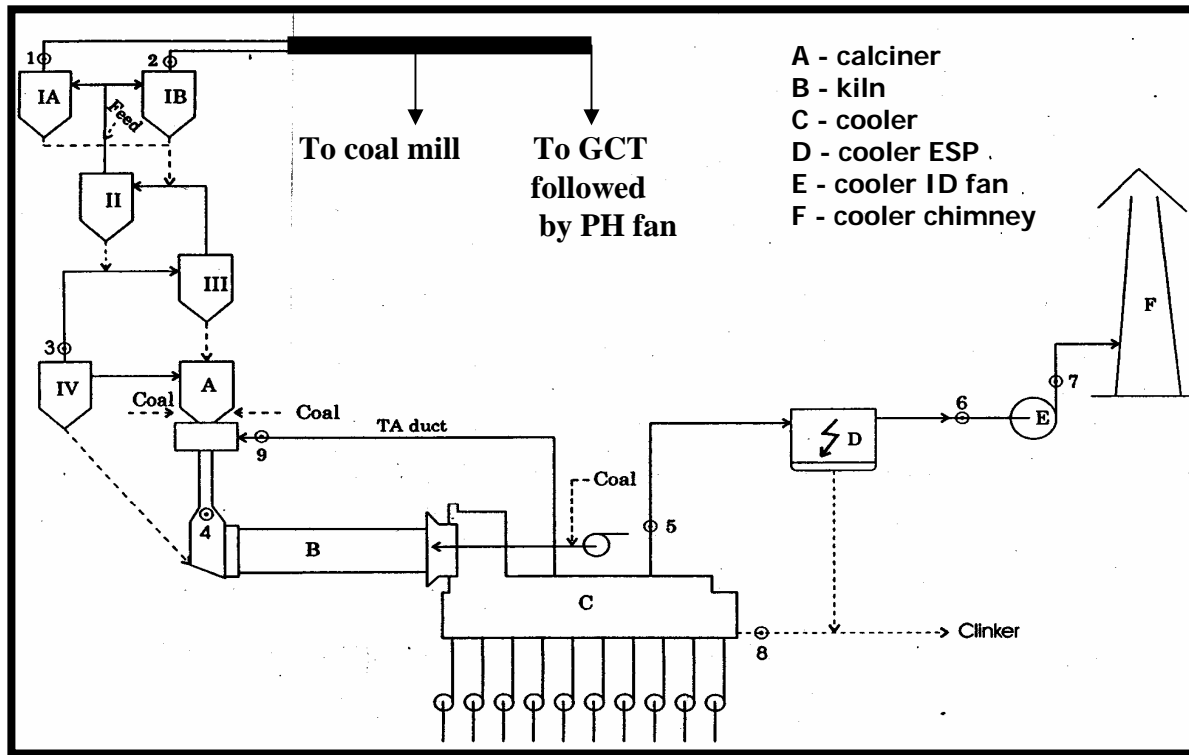 1
2
IA
IB
Feed
To coal mill
To GCT
followed
by PH fan
A - calciner
B - kiln
C - cooler
D - cooler ESP
E - cooler ID fan
F - cooler chimney
II
III
3
IV
A
Coal
Coal
TA duct
9
4
B
Coal
5
C
8
Clinker
D
6
E
7
F